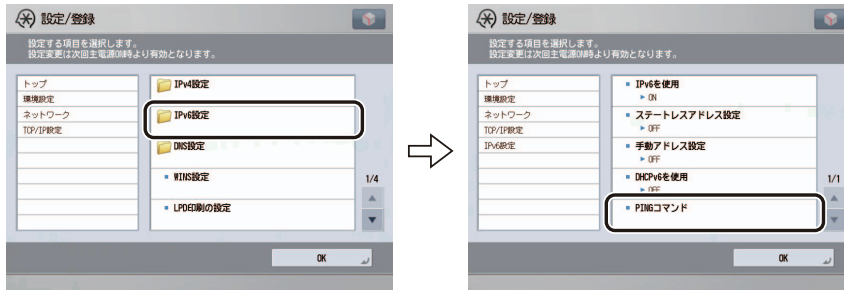 設定/登録
設定する項目を選択します。
設定変更は次回主電源ON時より有効となります。
トップ
環境設定
ネットワーク
TCP/IP設定
IPv4設定
IPv6設定
DNS設定
WINS設定
LPD印刷の設定
1/4
OK
設定/登録
設定する項目を選択します。
設定変更は次回主電源ON時より有効となります。
トップ
環境設定
ネットワーク
TCP/IP設定
IPv6設定
IPv6を使用
ON
ステートレスアドレス設定
OFF
手動アドレス設定
OFF
DHCPv6を使用
OFF
PINGコマンド
1/1
OK